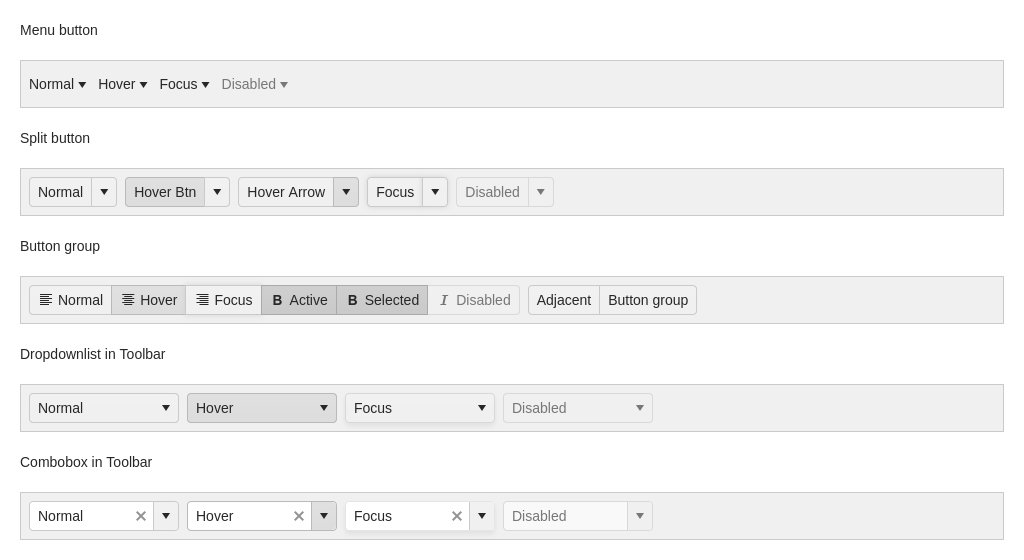 Menu button
Normal Hover Focus Disabled
Split button
Normal Hover Btn Hover Arrow Focus Disabled
Button group
Normal Hover Focus B Active B Selected I Disabled Adjacent Button group
Dropdownlist in Toolbar
Normal Hover Focus Disabled
Combobox in Toolbar
Normal Hover Focus Disabled